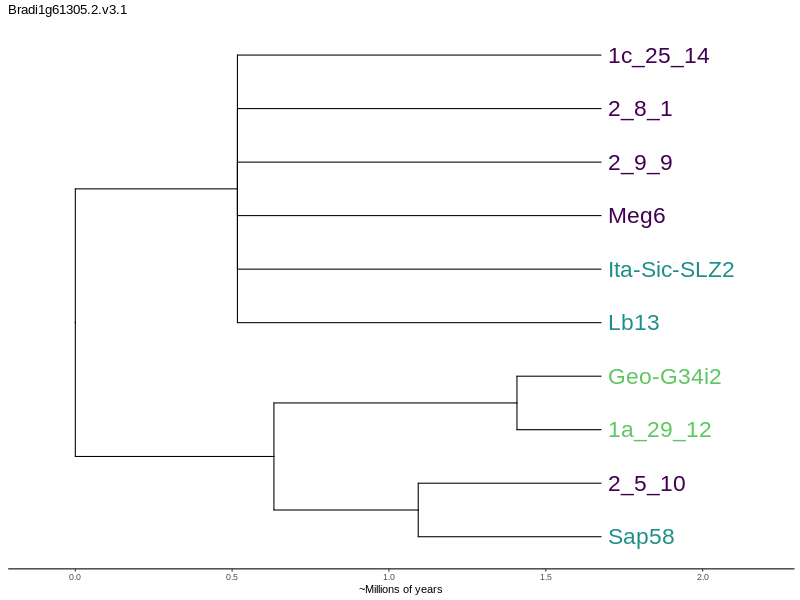 Bradi1g61305.2.v3.1
1c_25_14
2_8_1
2_9_9
Meg6
Ita-Sic-SLZ2
Lb13
Geo-G34i2
1a_29_12
2_5_10
Sap58
0.0 0.5 1.0 1.5 2.0
~Millions of years